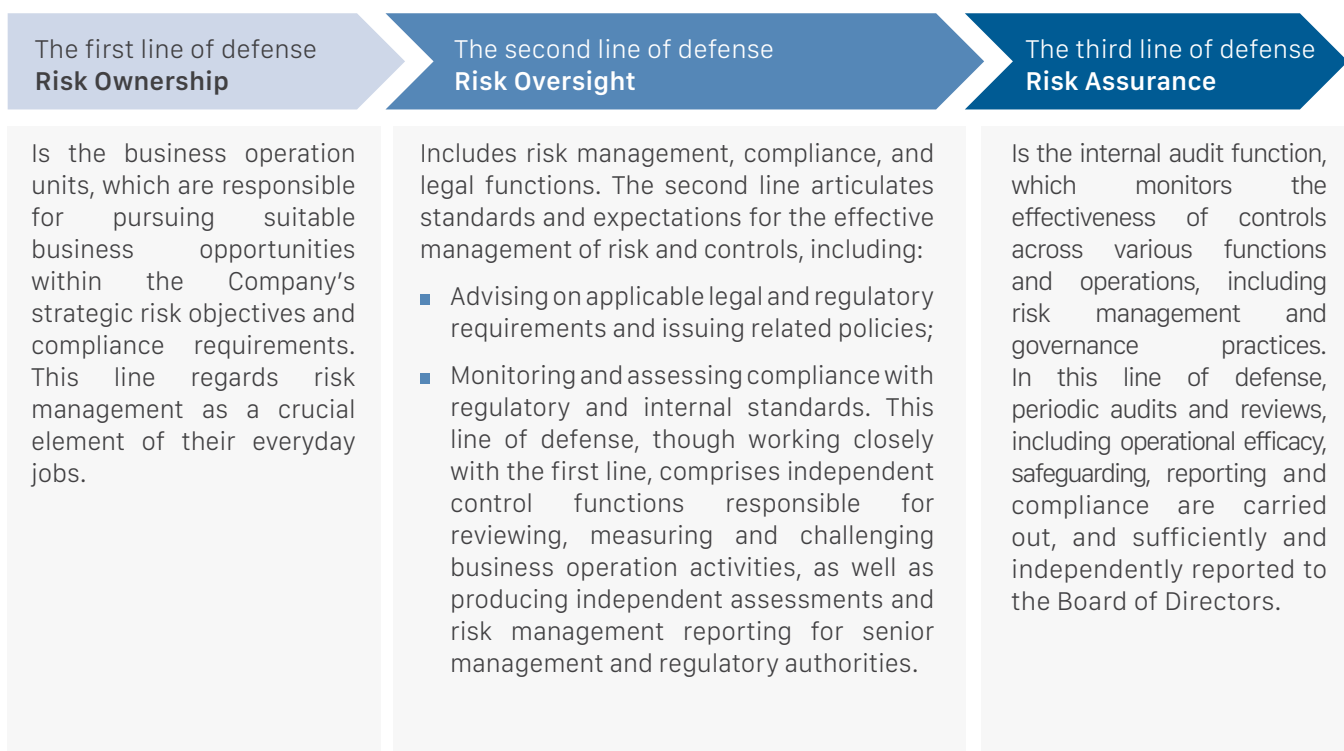 The first line of defense
Risk Ownership
The second line of defense
Risk Oversight
The third line of defense
Risk Assurance
Is the business operation
units, which are responsible
for pursuing suitable
business opportunities
within the Company's
strategic risk objectives and
compliance requirements.
This line regards risk
management as a crucial
element of their everyday
jobs.
Includes risk management, compliance, and
legal functions. The second line articulates
standards and expectations for the effective
management of risk and controls, including:
Advising on applicable legal and regulatory
requirements and issuing related policies;
Monitoring and assessing compliance with
regulatory and internal standards. This
line of defense, though working closely
with the first line, comprises independent
control functions responsible for
reviewing, measuring and challenging
business operation activities, as well as
producing independent assessments and
risk management reporting for senior
management and regulatory authorities.
Is the internal audit function,
which monitors the
effectiveness of controls
across various functions
and operations, including
risk management and
governance practices.
In this line of defense,
periodic audits and reviews,
including operational efficacy,
safeguarding, reporting and
compliance are carried
out, and sufficiently and
independently reported to
the Board of Directors.